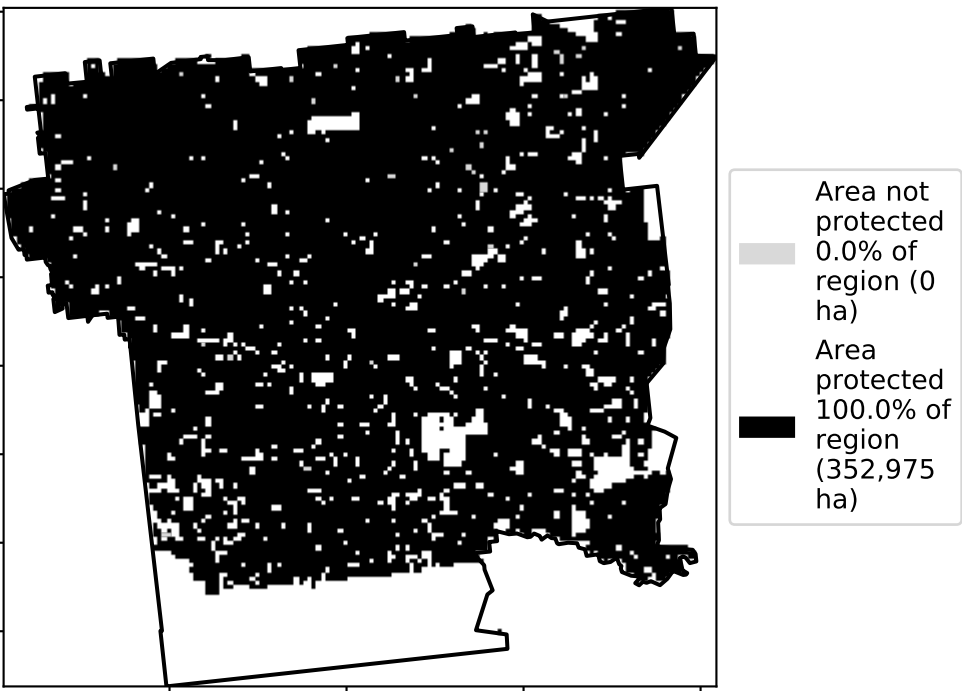 Area not
protected
0.0% of
region (0
ha)
Area
protected
100.0% of
region
(352,975
ha)